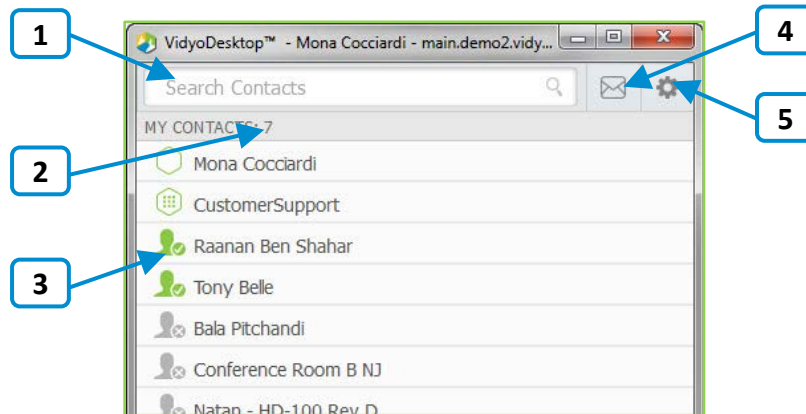 1
4
VidyoDesktop™ - Mona Cocciardi - main.demo2.vidy...
Search Contacts
5
MY CONTACTS: 7
2
Mona Cocciardi
CustomerSupport
Raanan Ben Shahar
3
Tony Belle
Bala Pitchandi
Conference Room B NJ
Natan - HD-100 Rev D